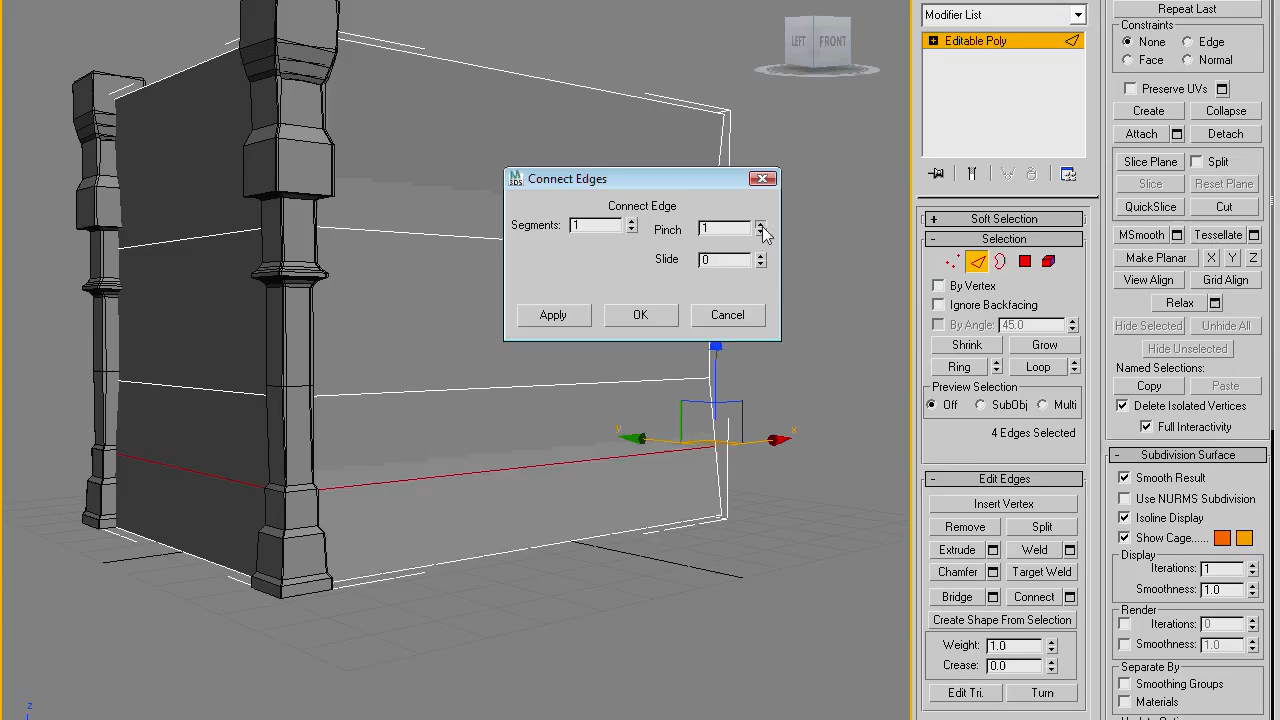 LEFT
FRONT
3DS
Connect Edges
Connect Edge
Segments: 1
Pinch 1
Slide 0
Apply
OK
Cancel
x
y
z
Modifier List
Editable Poly
Soft Selection
Selection
By Vertex
Ignore Backfacing
By Angle: 45.0
Shrink
Grow
Ring
Loop
Preview Selection
Off
SubObj
Multi
4 Edges Selected
Edit Edges
Insert Vertex
Remove
Split
Extrude
Weld
Chamfer
Target Weld
Bridge
Connect
Create Shape From Selection
Weight: 1.0
Crease: 0.0
Edit Tri.
Turn
Repeat Last
Constraints
None
Edge
Face
Normal
Preserve UVs
Create
Collapse
Attach
Detach
Slice Plane
Split
Slice
Reset Plane
QuickSlice
Cut
MSmooth
Tessellate
Make Planar
X
Y
Z
View Align
Grid Align
Relax
Hide Selected
Unhide All
Hide Unselected
Named Selections:
Copy
Paste
Delete Isolated Vertices
Full Interactivity
Subdivision Surface
Smooth Result
Use NURMS Subdivision
Isoline Display
Show Cage......
Display
Iterations: 1
Smoothness: 1.0
Render
Iterations: 0
Smoothness: 1.0
Separate By
Smoothing Groups
Materials